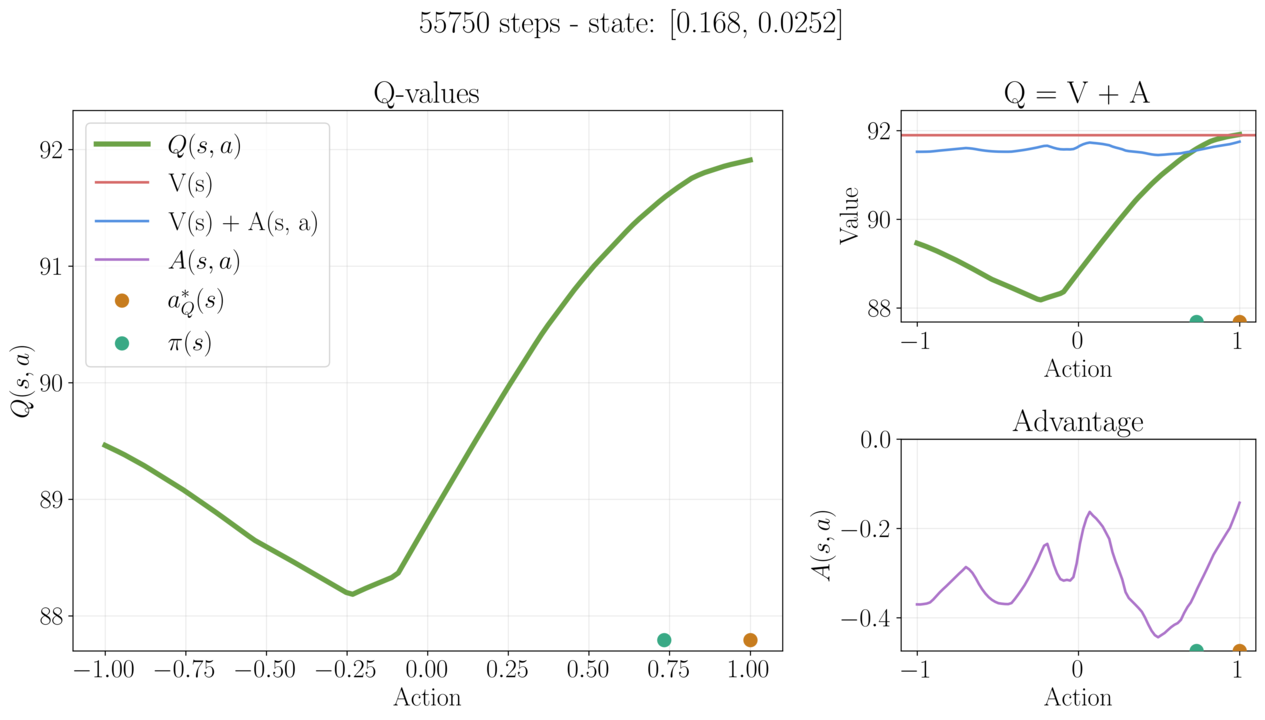 55750 steps - state: [0.168, 0.0252]
Q-values
Q(s, a)
V(s)
V(s) + A(s, a)
A(s, a)
a*Q(s)
π(s)
92
91
90
89
88
Q(s, a)
−1.00 −0.75 −0.50 −0.25 0.00 0.25 0.50 0.75 1.00
Action
Q = V + A
92
90
88
Value
−1 0 1
Action
Advantage
0.0
−0.2
−0.4
A(s, a)
−1 0 1
Action